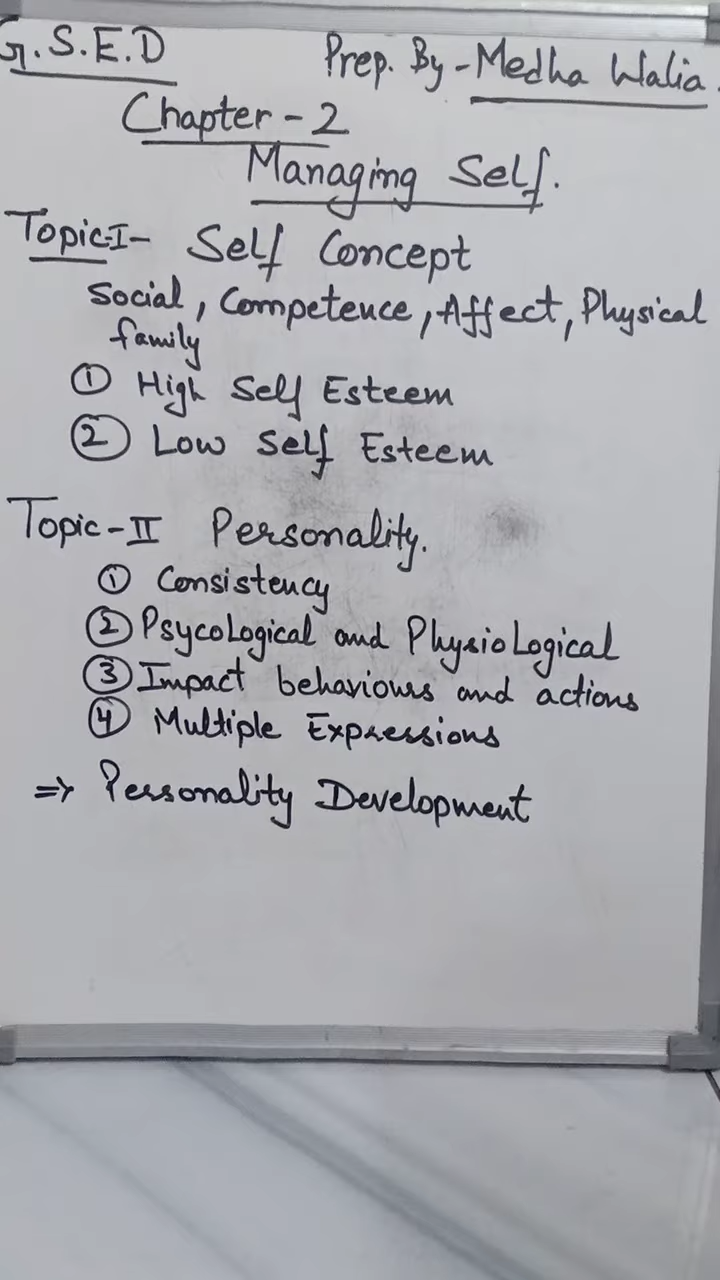 G.S.E.D
Prep. By - Medha Walia.
Chapter - 2
Managing Self.
Topic-I- Self Concept
Social, Competence, Affect, Physical
family
① High Self Esteem
② Low Self Esteem
Topic-II Personality.
① Consistency
② Psycological and Physiological
③ Impact behaviours and actions
④ Multiple Expressions
⇒ Personality Development